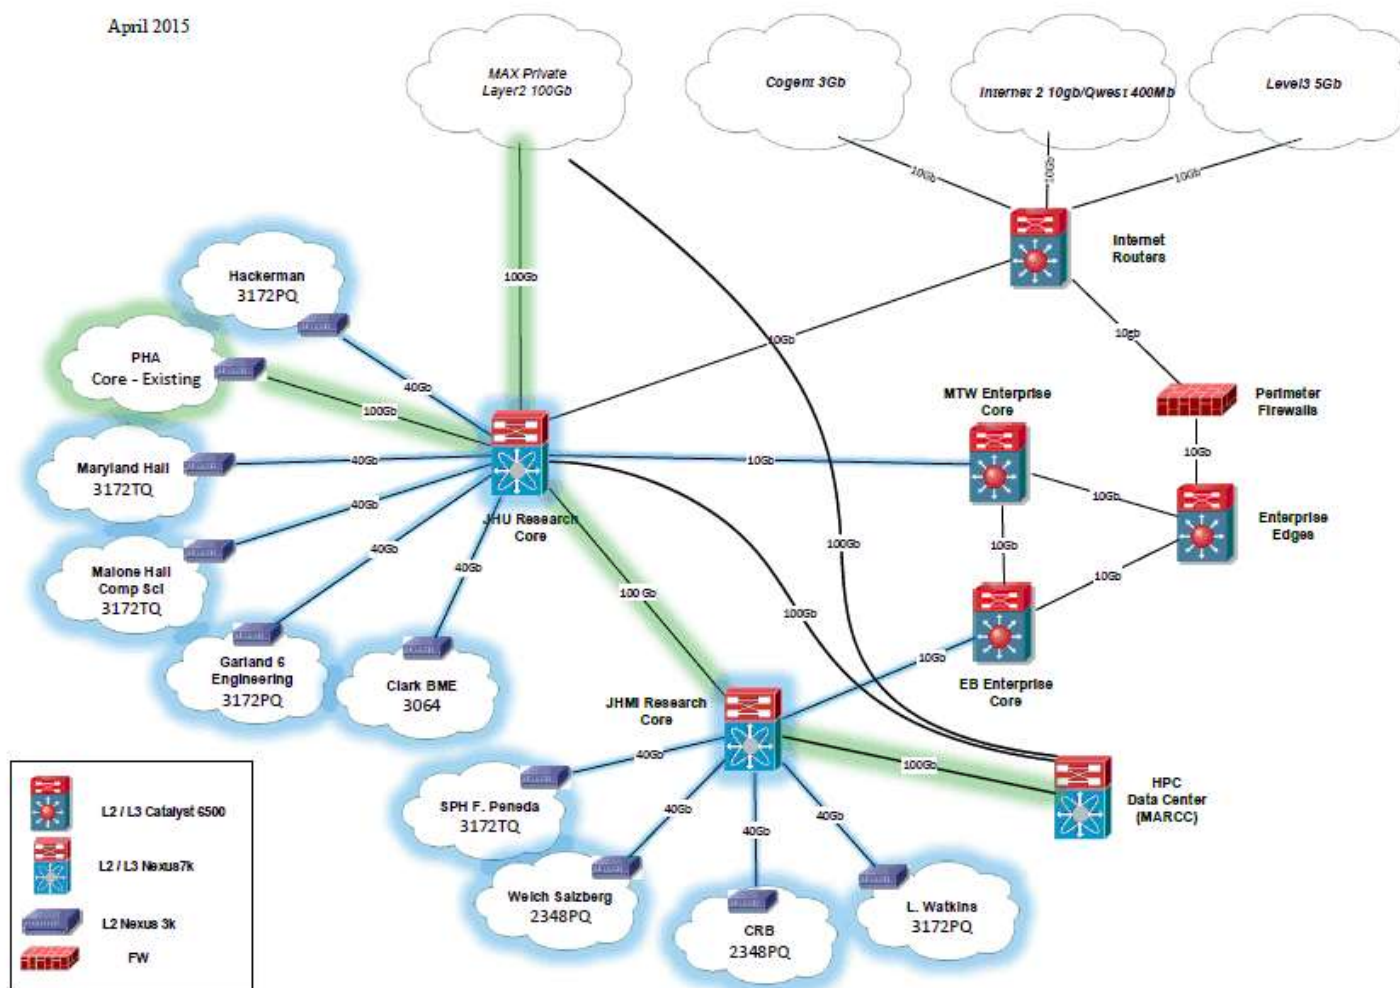 April 2015
MAX Private
Layer2 100Gb
Cogent 3Gb
Internet 2 10gb/Qwest 400Mb
Level3 5Gb
10Gb
10Gb
10Gb
Internet
Routers
100Gb
10Gb
10gb
Hackerman
3172PQ
PHA
Core - Existing
40Gb
100Gb
MTW Enterprise
Core
Perimeter
Firewalls
Maryland Hall
3172TQ
40Gb
10Gb
10Gb
10Gb
JHU Research
Core
Enterprise
Edges
40Gb
Malone Hall
Comp Sci
3172TQ
40Gb
40Gb
100Gb
10Gb
10Gb
100 Gb
100Gb
Garland 6
Engineering
3172PQ
Clark BME
3064
10Gb
EB Enterprise
Core
JHMI Research
Core
40Gb
100Gb
HPC
Data Center
(MARCC)
SPH F. Peneda
3172TQ
40Gb
40Gb
40Gb
Welch Salzberg
2348PQ
CRB
2348PQ
L. Watkins
3172PQ
L2 / L3 Catalyst 6500
L2 / L3 Nexus7k
L2 Nexus 3k
FW